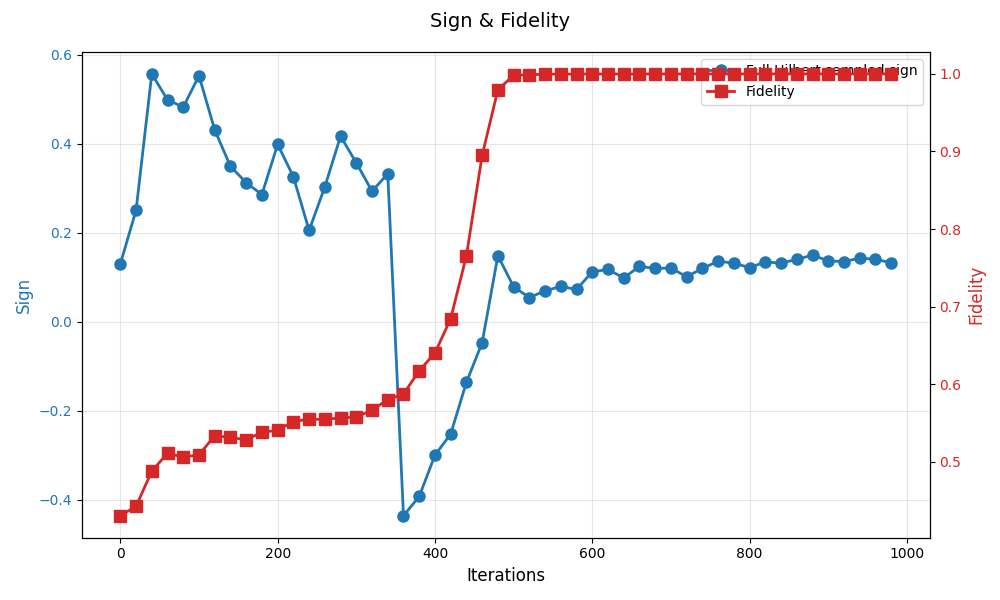 Sign & Fidelity
Full Hilbert sampled sign
Fidelity
0.6
0.4
0.2
0.0
−0.2
−0.4
Sign
1.0
0.9
0.8
0.7
0.6
0.5
Fidelity
0 200 400 600 800 1000
Iterations